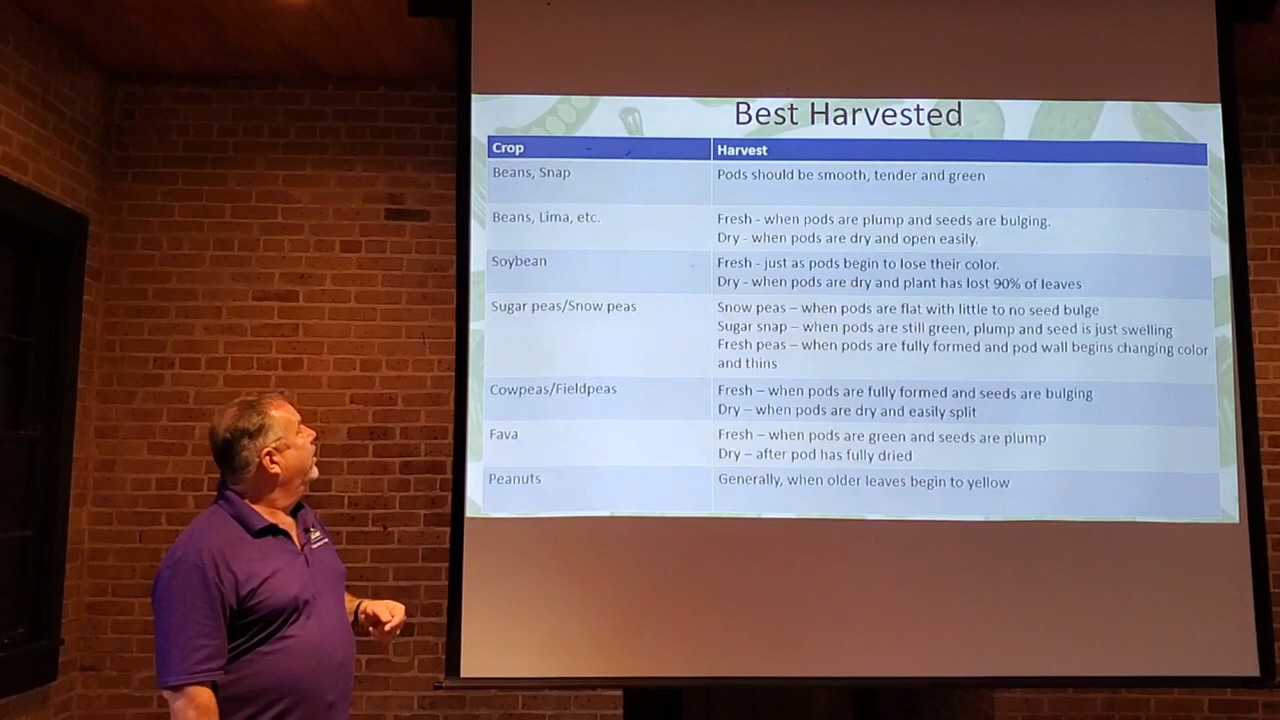 Best Harvested
Crop
Harvest
Beans, Snap
Pods should be smooth, tender and green
Beans, Lima, etc.
Fresh - when pods are plump and seeds are bulging.
Dry - when pods are dry and open easily.
Soybean
Fresh - just as pods begin to lose their color.
Dry - when pods are dry and plant has lost 90% of leaves
Sugar peas/Snow peas
Snow peas – when pods are flat with little to no seed bulge
Sugar snap – when pods are still green, plump and seed is just swelling
Fresh peas – when pods are fully formed and pod wall begins changing color
and thins
Cowpeas/Fieldpeas
Fresh – when pods are fully formed and seeds are bulging
Dry – when pods are dry and easily split
Fava
Fresh – when pods are green and seeds are plump
Dry – after pod has fully dried
Peanuts
Generally, when older leaves begin to yellow